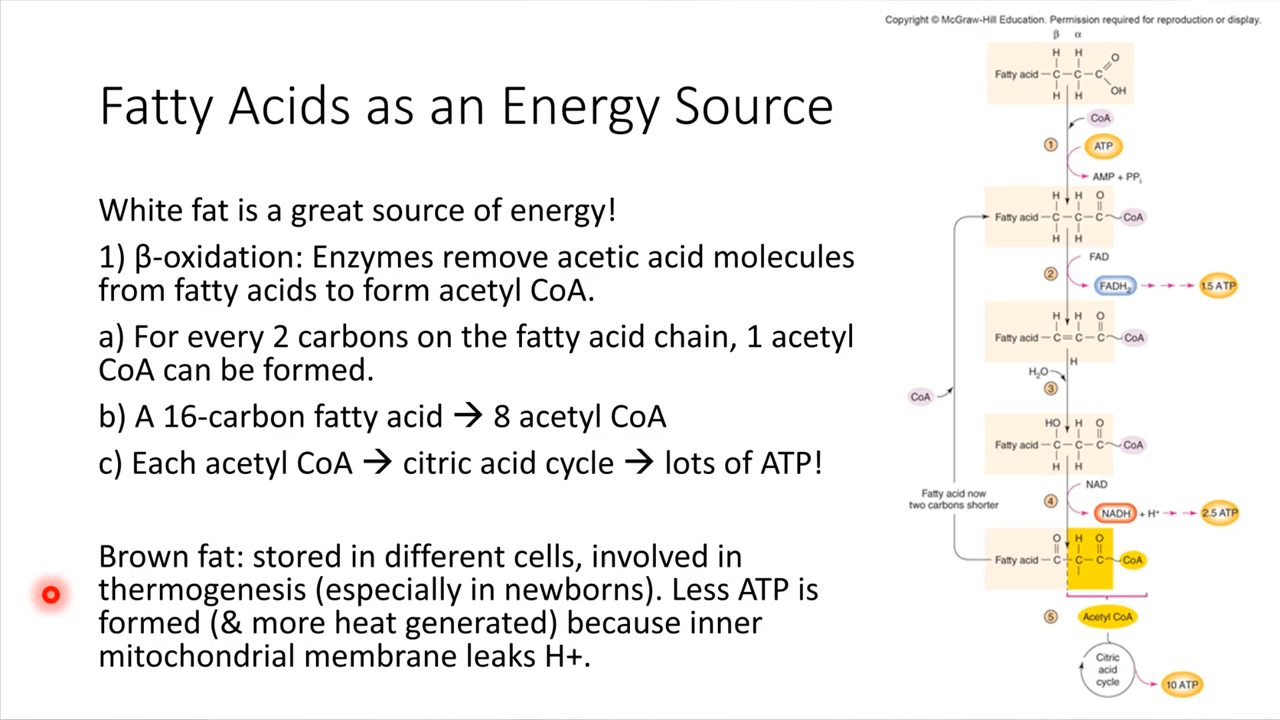 Copyright © McGraw-Hill Education. Permission required for reproduction or display.
Fatty Acids as an Energy Source
White fat is a great source of energy!
1) β-oxidation: Enzymes remove acetic acid molecules
from fatty acids to form acetyl CoA.
a) For every 2 carbons on the fatty acid chain, 1 acetyl
CoA can be formed.
b) A 16-carbon fatty acid → 8 acetyl CoA
c) Each acetyl CoA → citric acid cycle → lots of ATP!
Brown fat: stored in different cells, involved in
thermogenesis (especially in newborns). Less ATP is
formed (& more heat generated) because inner
mitochondrial membrane leaks H+.
β α
H H O
Fatty acid — C — C — C
H H OH
CoA
1 ATP
AMP + PPi
H H O
Fatty acid — C — C — C CoA
H H
FAD
2 FADH2 1.5 ATP
H H O
Fatty acid — C = C — C CoA
H
H2O
3
CoA
HO H O
Fatty acid — C — C — C CoA
H H
NAD
4 NADH + H+ 2.5 ATP
Fatty acid now
two carbons shorter
O H O
Fatty acid — C — C — C CoA
5 Acetyl CoA
Citric
acid
cycle
10 ATP